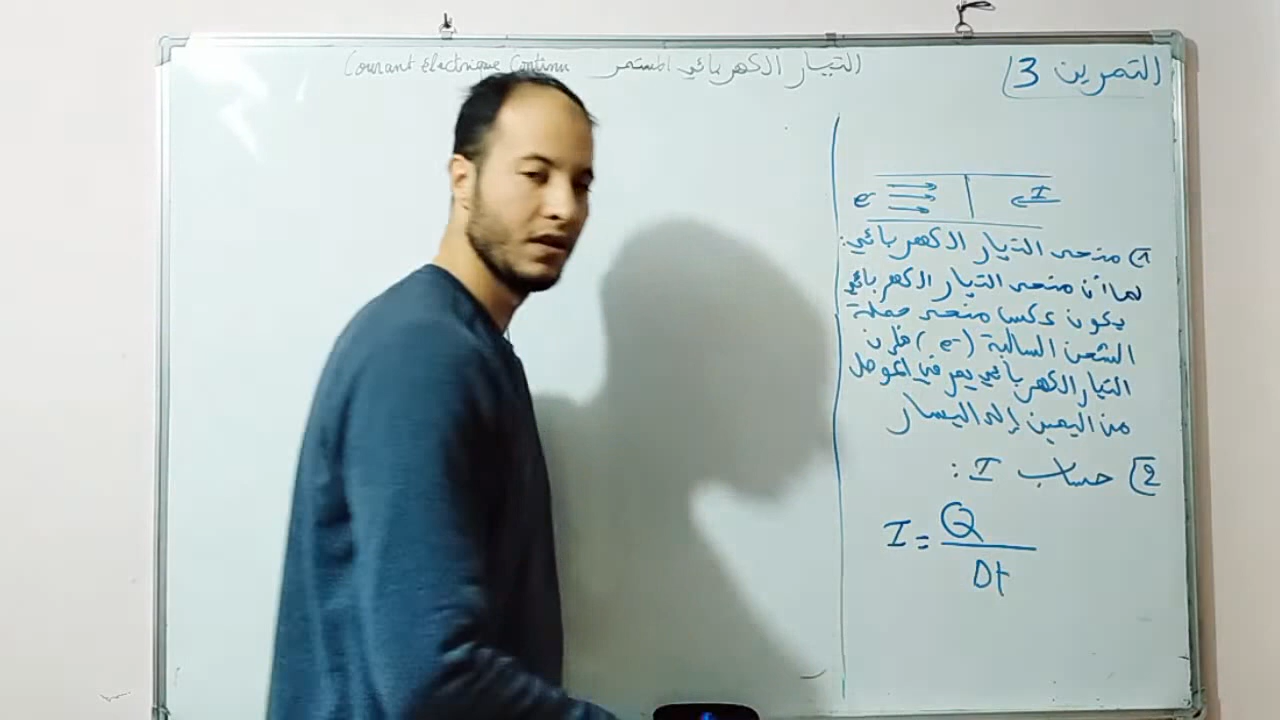 التيار الكهربائي المستمر Courant électrique Continu
التمرين 3
e- I
1) منحى التيار الكهربائي:
بما أن منحى التيار الكهربائي
يكون عكس منحى حملة
الشحن السالبة (e-) فإن
التيار الكهربائي يمر في الموصل
من اليمين إلى اليسار
2) حساب I :
I = Q
Δt